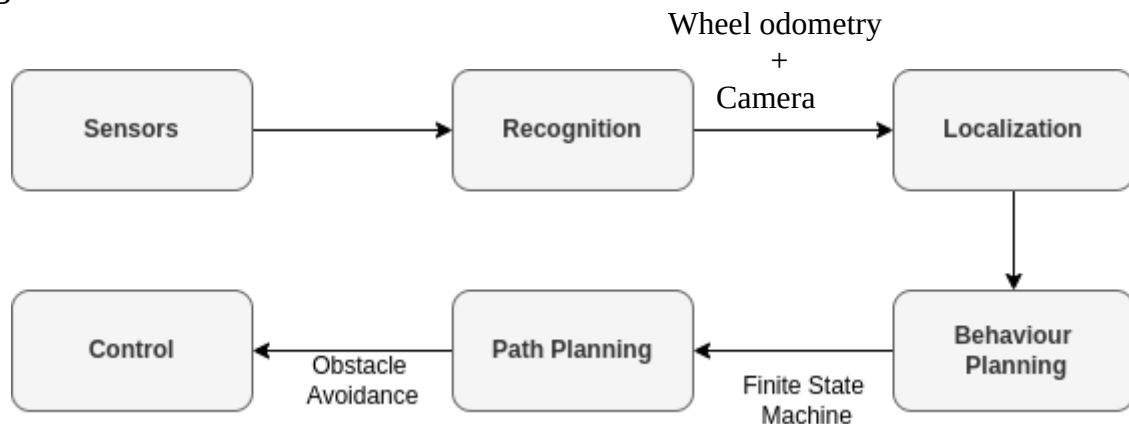 Wheel odometry
+
Camera
Sensors
Recognition
Localization
Control
Path Planning
Behaviour
Planning
Obstacle
Avoidance
Finite State
Machine